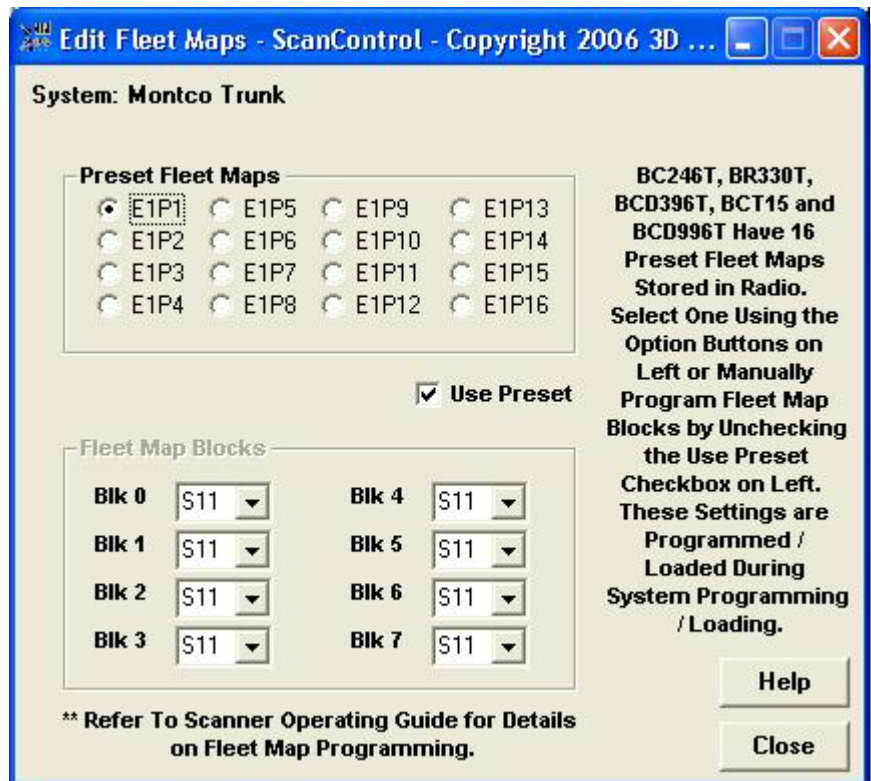 Edit Fleet Maps - ScanControl - Copyright 2006 3D ...
System: Montco Trunk
Preset Fleet Maps
E1P1 E1P5 E1P9 E1P13
E1P2 E1P6 E1P10 E1P14
E1P3 E1P7 E1P11 E1P15
E1P4 E1P8 E1P12 E1P16
Use Preset
Fleet Map Blocks
Blk 0 S11 Blk 4 S11
Blk 1 S11 Blk 5 S11
Blk 2 S11 Blk 6 S11
Blk 3 S11 Blk 7 S11
** Refer To Scanner Operating Guide for Details
on Fleet Map Programming.
BC246T, BR330T,
BCD396T, BCT15 and
BCD996T Have 16
Preset Fleet Maps
Stored in Radio.
Select One Using the
Option Buttons on
Left or Manually
Program Fleet Map
Blocks by Unchecking
the Use Preset
Checkbox on Left.
These Settings are
Programmed /
Loaded During
System Programming
/ Loading.
Help
Close